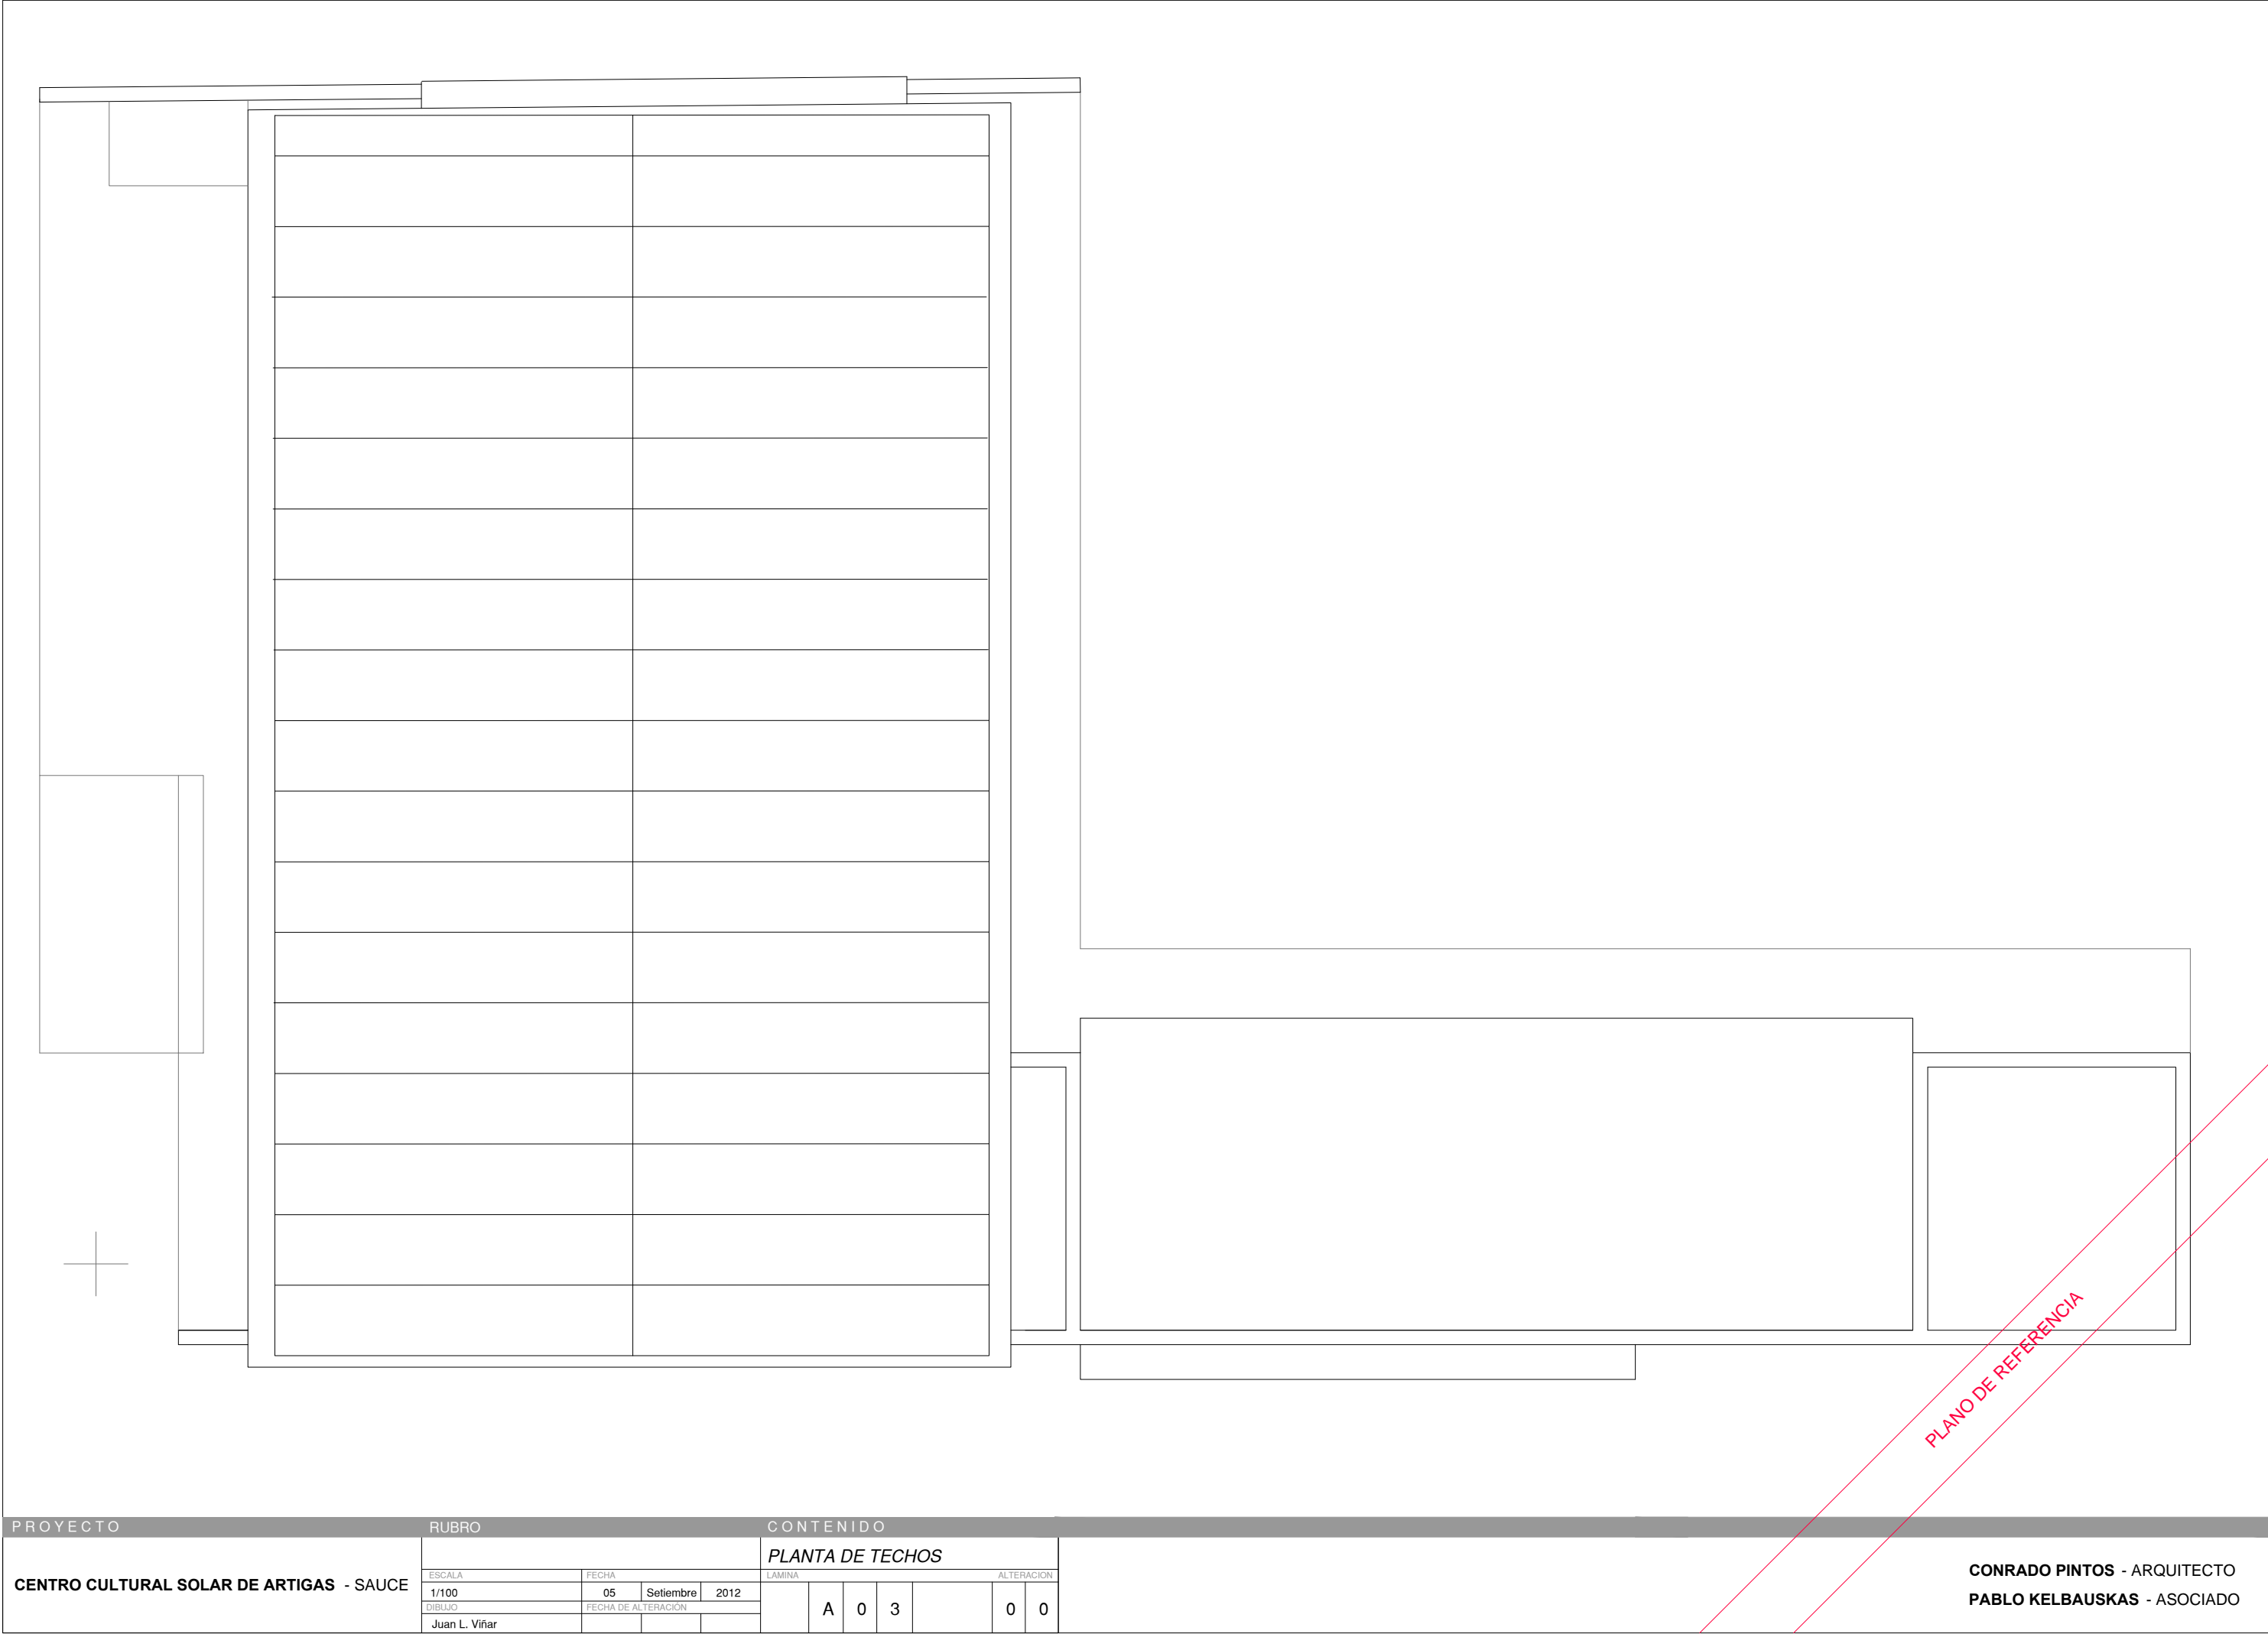 PLANO DE REFERENCIA
PROYECTO
RUBRO
CONTENIDO
CENTRO CULTURAL SOLAR DE ARTIGAS - SAUCE
PLANTA DE TECHOS
ESCALA
FECHA
LAMINA
ALTERACION
1/100
05 Setiembre 2012
A 0 3 0 0
DIBUJO
FECHA DE ALTERACIÓN
Juan L. Viñar
CONRADO PINTOS - ARQUITECTO
PABLO KELBAUSKAS - ASOCIADO